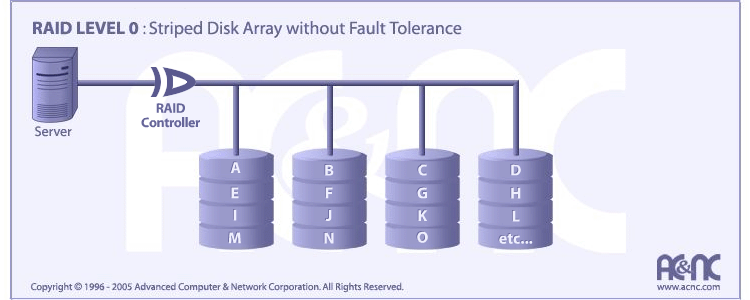 RAID LEVEL 0 : Striped Disk Array without Fault Tolerance
Server
RAID
Controller
A B C D
E F G H
I J K L
M N O etc...
AC&NC
www.acnc.com
Copyright © 1996 - 2005 Advanced Computer & Network Corporation. All Rights Reserved.